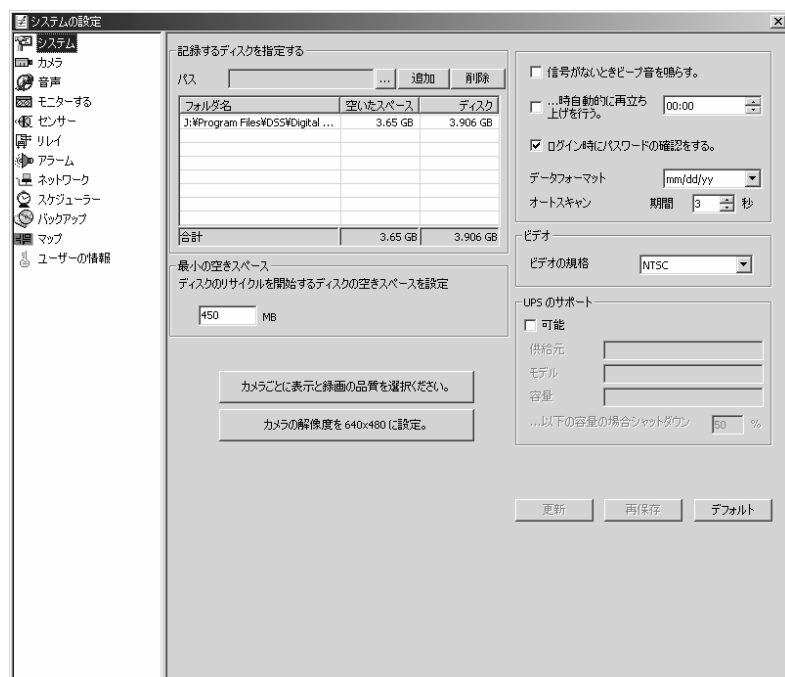 システムの設定
システム
カメラ
音声
モニターする
センサー
リレイ
アラーム
ネットワーク
スケジューラー
バックアップ
マップ
ユーザーの情報
記録するディスクを指定する
パス ... 追加 削除
フォルダ名 空いたスペース ディスク
J:¥Program Files¥DSS¥Digital ... 3.65 GB 3.906 GB
合計 3.65 GB 3.906 GB
最小の空きスペース
ディスクのリサイクルを開始するディスクの空きスペースを設定
450 MB
カメラごとに表示と録画の品質を選択ください。
カメラの解像度を 640x480 に設定。
信号がないときビープ音を鳴らす。
...時自動的に再立ち
上げを行う。 00:00
ログイン時にパスワードの確認をする。
データフォーマット mm/dd/yy
オートスキャン 期間 3 秒
ビデオ
ビデオの規格 NTSC
UPS のサポート
可能
供給元
モデル
容量
...以下の容量の場合シャットダウン 50 %
更新 再保存 デフォルト